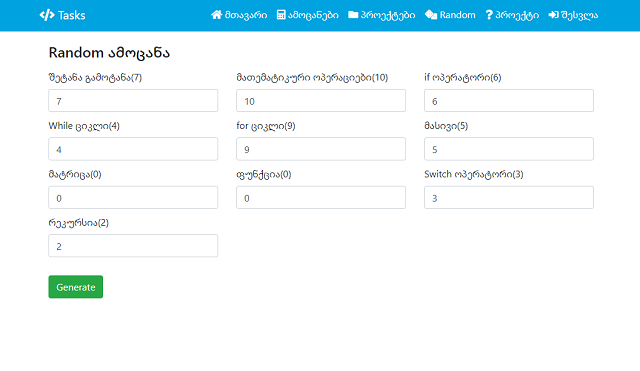 Tasks მთავარი ამოცანები პროექტები Random პროექტი შესვლა
Random ამოცანა
შეტანა გამოტანა(7) მათემატიკური ოპერაციები(10) if ოპერატორი(6)
7 10 6
While ციკლი(4) for ციკლი(9) მასივი(5)
4 9 5
მატრიცა(0) ფუნქცია(0) Switch ოპერატორი(3)
0 0 3
რეკურსია(2)
2
Generate